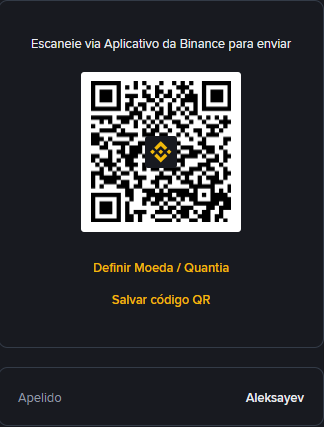 Escaneie via Aplicativo da Binance para enviar
Definir Moeda / Quantia
Salvar código QR
Apelido Aleksayev